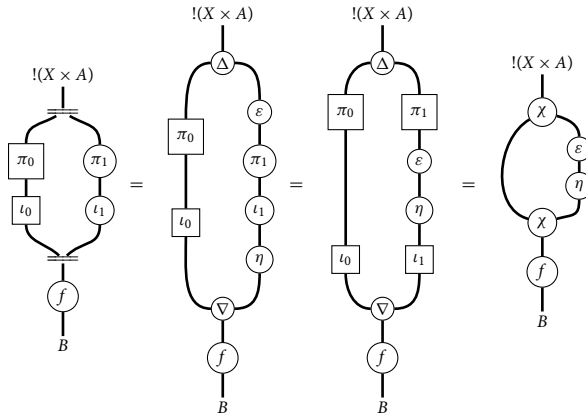 !(X × A)
π₀ π₁
ι₀ ι₁
f
B
=
!(X × A)
Δ
ε
π₀ π₁
ι₀ ι₁
η
∇
f
B
=
!(X × A)
Δ
π₀ π₁
ε
η
ι₀ ι₁
∇
f
B
=
!(X × A)
χ
ε
η
χ
f
B